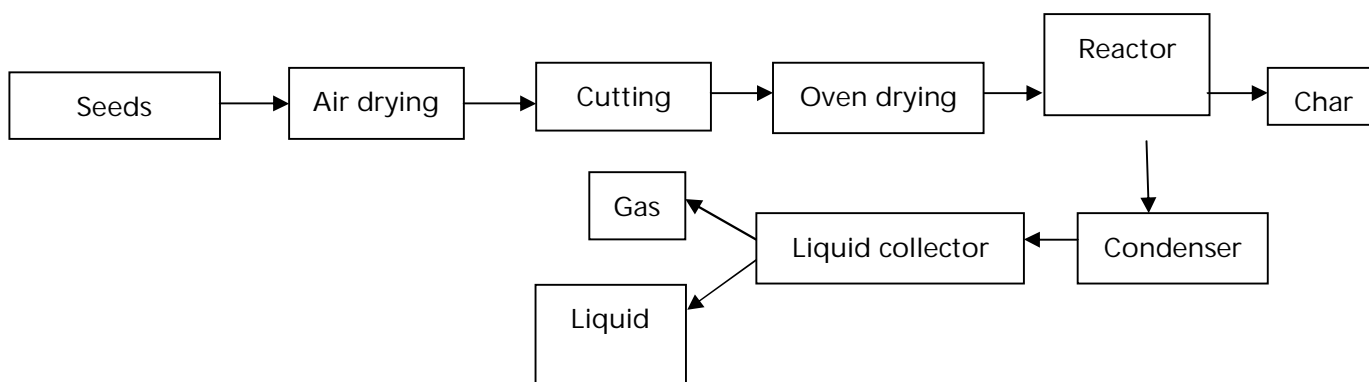 Seeds
Air drying
Cutting
Oven drying
Reactor
Char
Gas
Liquid collector
Condenser
Liquid